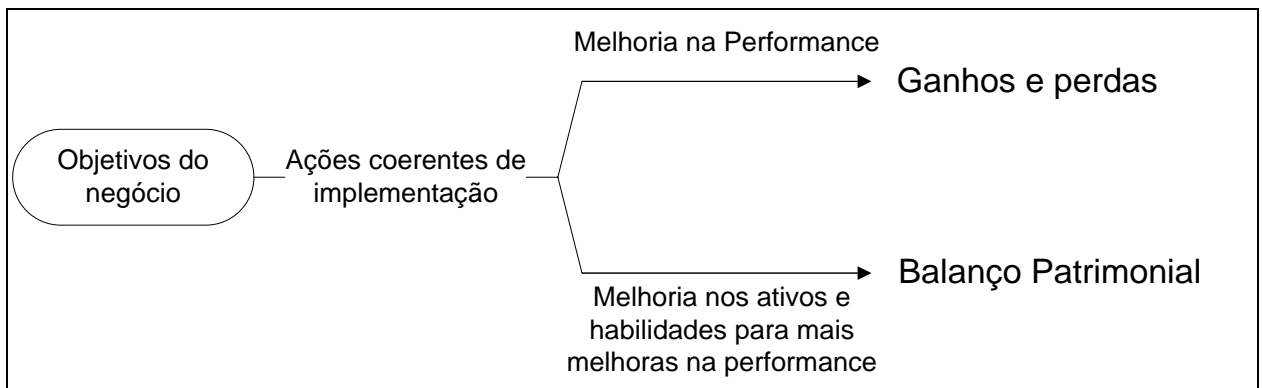 Melhoria na Performance
Ganhos e perdas
Objetivos do
negócio
Ações coerentes de
implementação
Balanço Patrimonial
Melhoria nos ativos e
habilidades para mais
melhoras na performance